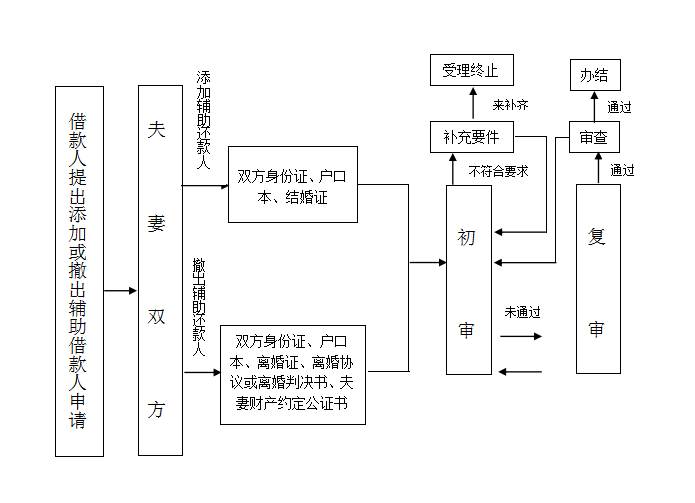 借款人提出添加或撤出辅助借款人申请
夫妻双方
添加辅助还款人
撤出辅助还款人
双方身份证、户口
本、结婚证
双方身份证、户口
本、离婚证、离婚协
议或离婚判决书、夫
妻财产约定公证书
受理终止
来补齐
补充要件
不符合要求
初审
未通过
办结
通过
审查
通过
复审